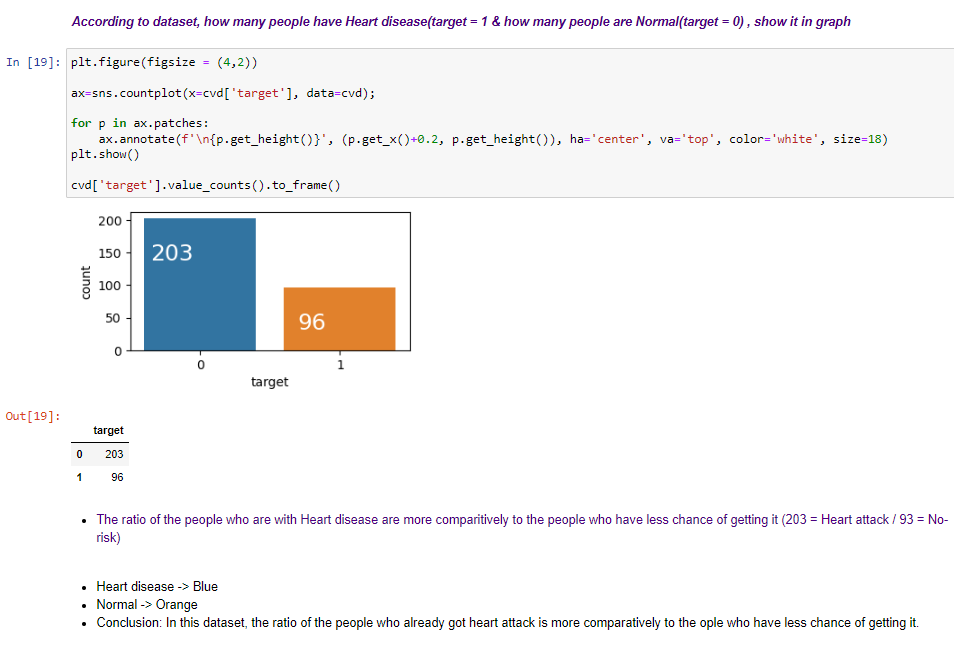 According to dataset, how many people have Heart disease(target = 1 & how many people are Normal(target = 0) , show it in graph
In [19]: plt.figure(figsize = (4,2))
ax=sns.countplot(x=cvd['target'], data=cvd);
for p in ax.patches:
    ax.annotate(f'\n{p.get_height()}', (p.get_x()+0.2, p.get_height()), ha='center', va='top', color='white', size=18)
plt.show()
cvd['target'].value_counts().to_frame()
200
150
100
50
0
count
203
96
0 1
target
Out[19]:
target
0 203
1 96
• The ratio of the people who are with Heart disease are more comparitively to the people who have less chance of getting it (203 = Heart attack / 93 = No-
risk)
• Heart disease -> Blue
• Normal -> Orange
• Conclusion: In this dataset, the ratio of the people who already got heart attack is more comparatively to the ople who have less chance of getting it.